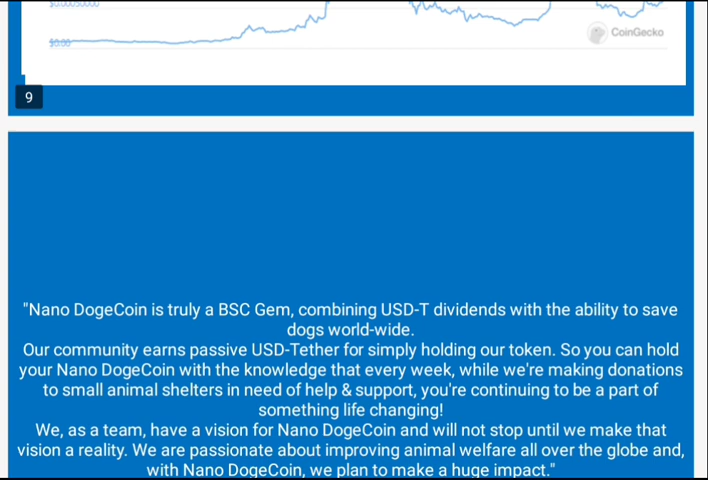 $0.00050000
$0.00
CoinGecko
9
"Nano DogeCoin is truly a BSC Gem, combining USD-T dividends with the ability to save
dogs world-wide.
Our community earns passive USD-Tether for simply holding our token. So you can hold
your Nano DogeCoin with the knowledge that every week, while we're making donations
to small animal shelters in need of help & support, you're continuing to be a part of
something life changing!
We, as a team, have a vision for Nano DogeCoin and will not stop until we make that
vision a reality. We are passionate about improving animal welfare all over the globe and,
with Nano DogeCoin, we plan to make a huge impact."